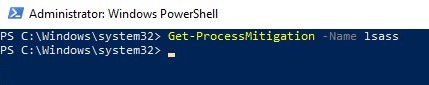 Administrator: Windows PowerShell
PS C:\Windows\system32> Get-ProcessMitigation -Name lsass
PS C:\Windows\system32>